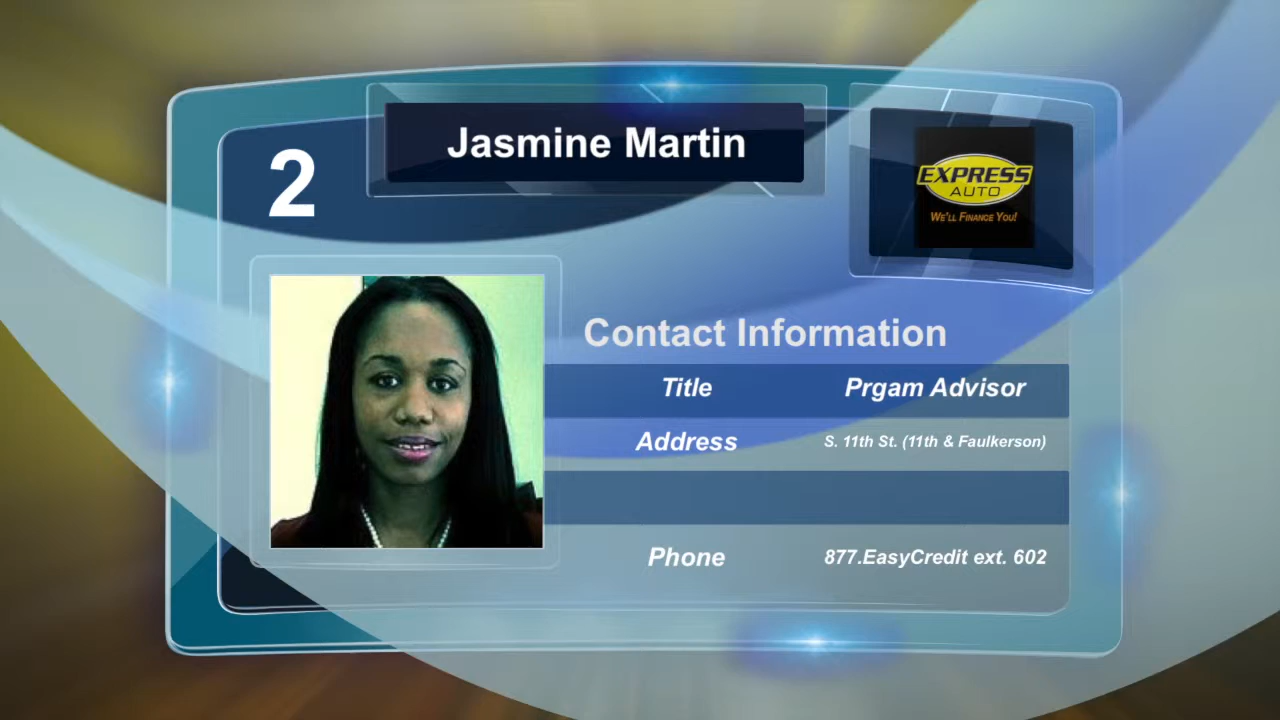 2
Jasmine Martin
EXPRESS
AUTO
WE'LL FINANCE YOU!
Contact Information
Title Prgam Advisor
Address S. 11th St. (11th & Faulkerson)
Phone 877.EasyCredit ext. 602